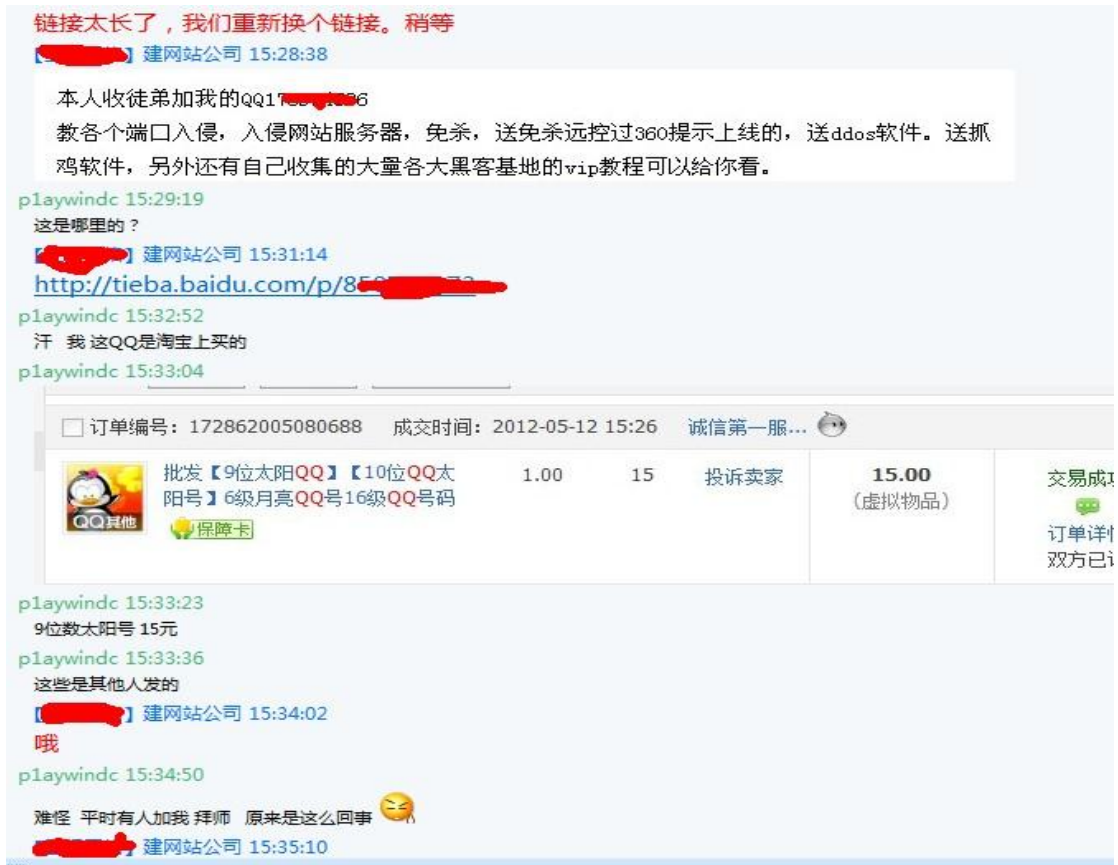 链接太长了，我们重新换个链接。稍等
】建网站公司 15:28:38
本人收徒弟加我的QQ17 6
教各个端口入侵，入侵网站服务器，免杀，送免杀远控过360提示上线的，送ddos软件。送抓
鸡软件，另外还有自己收集的大量各大黑客基地的vip教程可以给你看。
p1aywindc 15:29:19
这是哪里的？
】建网站公司 15:31:14
http://tieba.baidu.com/p/8
p1aywindc 15:32:52
汗 我 这QQ是淘宝上买的
p1aywindc 15:33:04
订单编号：172862005080688 成交时间：2012-05-12 15:26 诚信第一服...
批发【9位太阳QQ】【10位QQ太 1.00 15 投诉卖家 15.00 交易成功
阳号】6级月亮QQ号16级QQ号码 （虚拟物品）
QQ其他 保障卡
订单详
双方已
p1aywindc 15:33:23
9位数太阳号 15元
p1aywindc 15:33:36
这些是其他人发的
【 】建网站公司 15:34:02
哦
p1aywindc 15:34:50
难怪 平时有人加我 拜师 原来是这么回事
】建网站公司 15:35:10